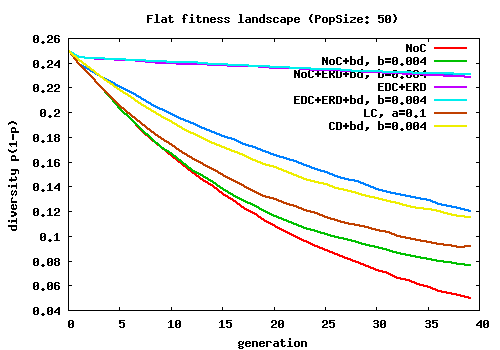 Flat fitness landscape (PopSize: 50)
0.26
0.24
0.22
0.2
0.18
0.16
0.14
0.12
0.1
0.08
0.06
0.04
diversity p(1-p)
NoC
NoC+bd, b=0.004
NoC+ERD+bd, b=0.004
EDC+ERD
EDC+ERD+bd, b=0.004
LC, a=0.1
CD+bd, b=0.004
0 5 10 15 20 25 30 35 40
generation